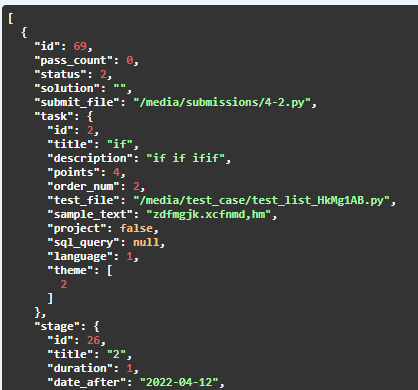 [
  {
    "id": 69,
    "pass_count": 0,
    "status": 2,
    "solution": "",
    "submit_file": "/media/submissions/4-2.py",
    "task": {
      "id": 2,
      "title": "if",
      "description": "if if ifif",
      "points": 4,
      "order_num": 2,
      "test_file": "/media/test_case/test_list_HkMg1AB.py",
      "sample_text": "zdfmgjk.xcfnmd,hm",
      "project": false,
      "sql_query": null,
      "language": 1,
      "theme": [
        2
      ]
    },
    "stage": {
      "id": 26,
      "title": "2",
      "duration": 1,
      "date_after": "2022-04-12",